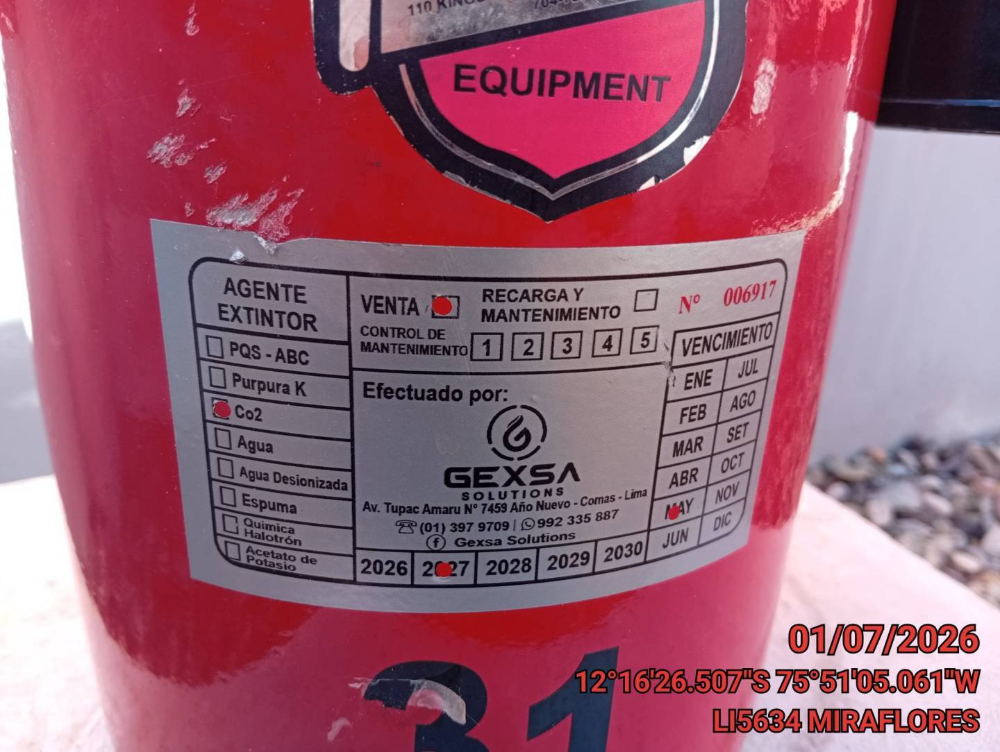 110 KINGS
EQUIPMENT
AGENTE
EXTINTOR
PQS - ABC
Purpura K
Co2
Agua
Agua Desionizada
Espuma
Quimica
Halotrón
Acetato de
Potasio
VENTA
RECARGA Y
MANTENIMIENTO
Nº 006917
CONTROL DE
MANTENIMIENTO 1 2 3 4 5
Efectuado por:
GEXSA
SOLUTIONS
Av. Tupac Amaru N° 7459 Año Nuevo - Comas - Lima
(01) 397 9709 | 992 335 887
Gexsa Solutions
2026 2027 2028 2029 2030
VENCIMIENTO
ENE JUL
FEB AGO
MAR SET
ABR OCT
MAY NOV
JUN DIC
31
01/07/2026
12°16'26.507"S 75°51'05.061"W
LI5634 MIRAFLORES